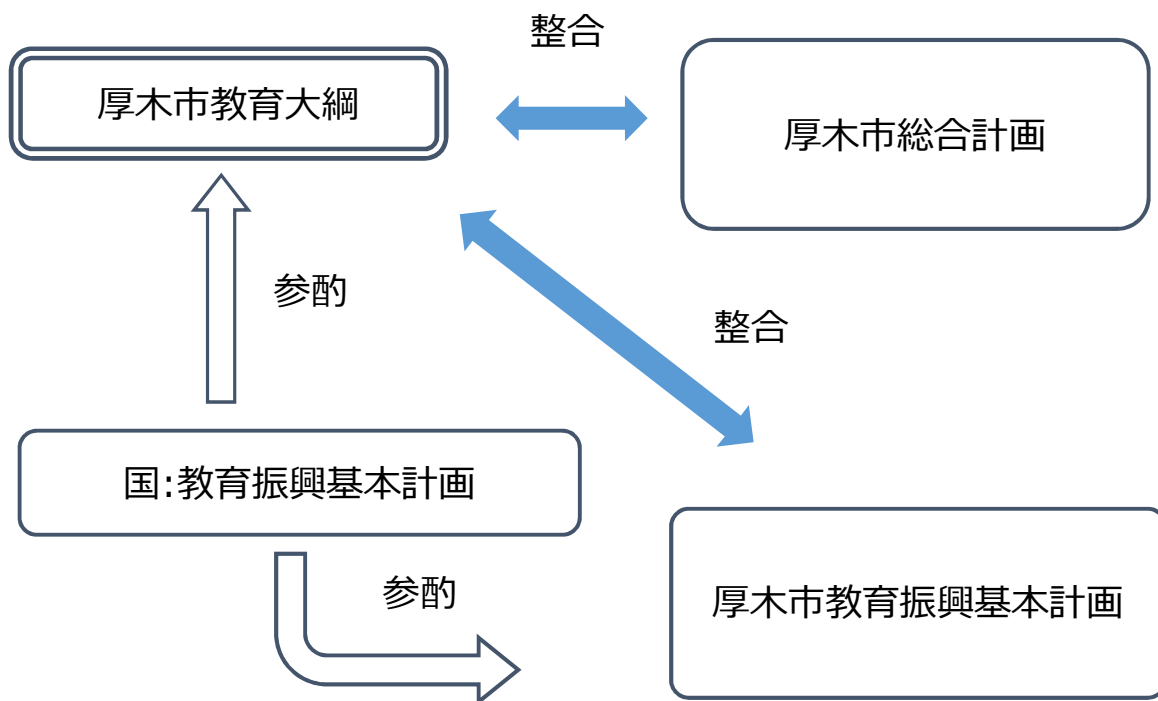 整合
厚木市教育大綱
厚木市総合計画
参酌
整合
国:教育振興基本計画
参酌
厚木市教育振興基本計画